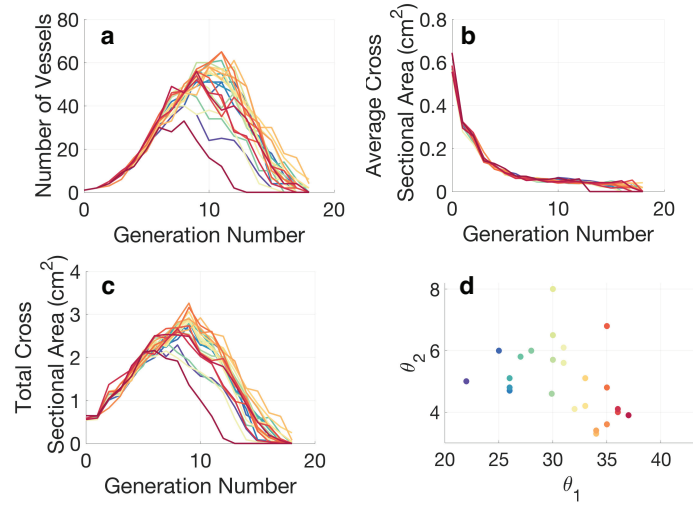 a
80
60
40
20
0
Number of Vessels
0 10 20
Generation Number
b
0.8
0.6
0.4
0.2
0
Average Cross
Sectional Area (cm²)
0 10 20
Generation Number
c
4
3
2
1
0
Total Cross
Sectional Area (cm²)
0 10 20
Generation Number
d
8
6
4
θ₂
20 25 30 35 40
θ₁